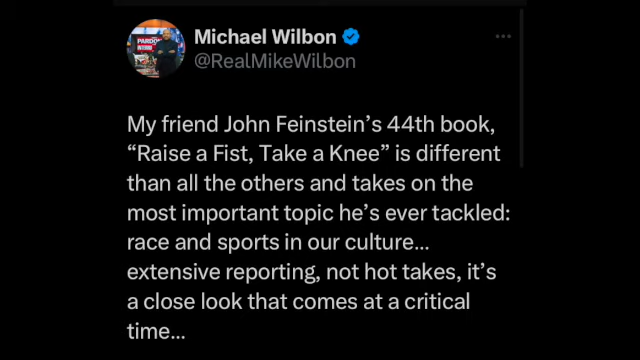 Michael Wilbon
@RealMikeWilbon
My friend John Feinstein’s 44th book,
“Raise a Fist, Take a Knee” is different
than all the others and takes on the
most important topic he’s ever tackled:
race and sports in our culture...
extensive reporting, not hot takes, it’s
a close look that comes at a critical
time...